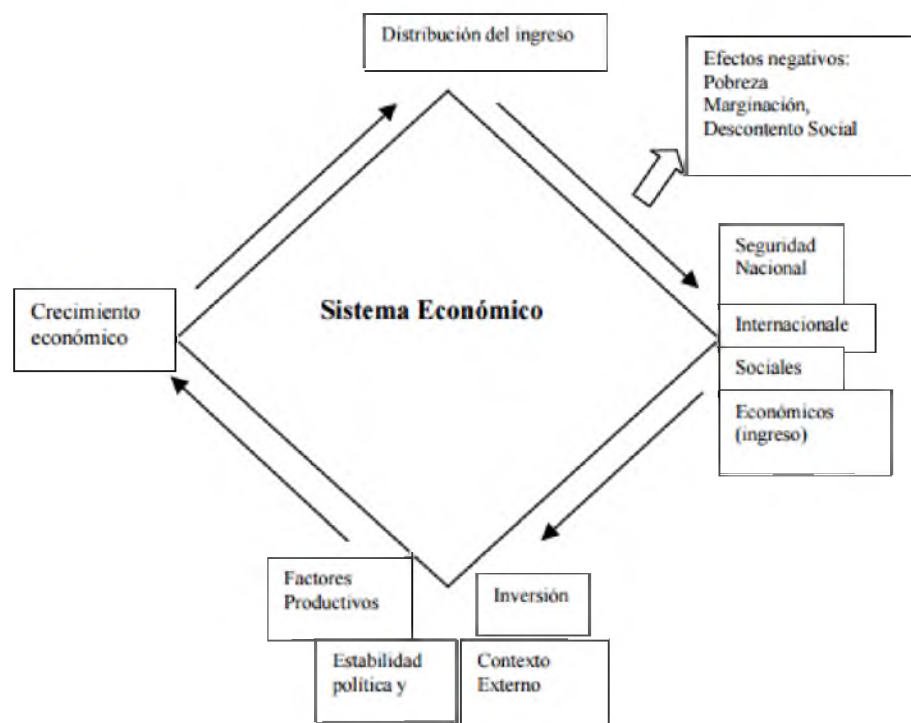 Distribución del ingreso
Efectos negativos:
Pobreza
Marginación,
Descontento Social
Seguridad
Nacional
Sistema Económico
Crecimiento
económico
Internacionale
Sociales
Económicos
(ingreso)
Factores
Productivos
Inversión
Estabilidad
política y
Contexto
Externo